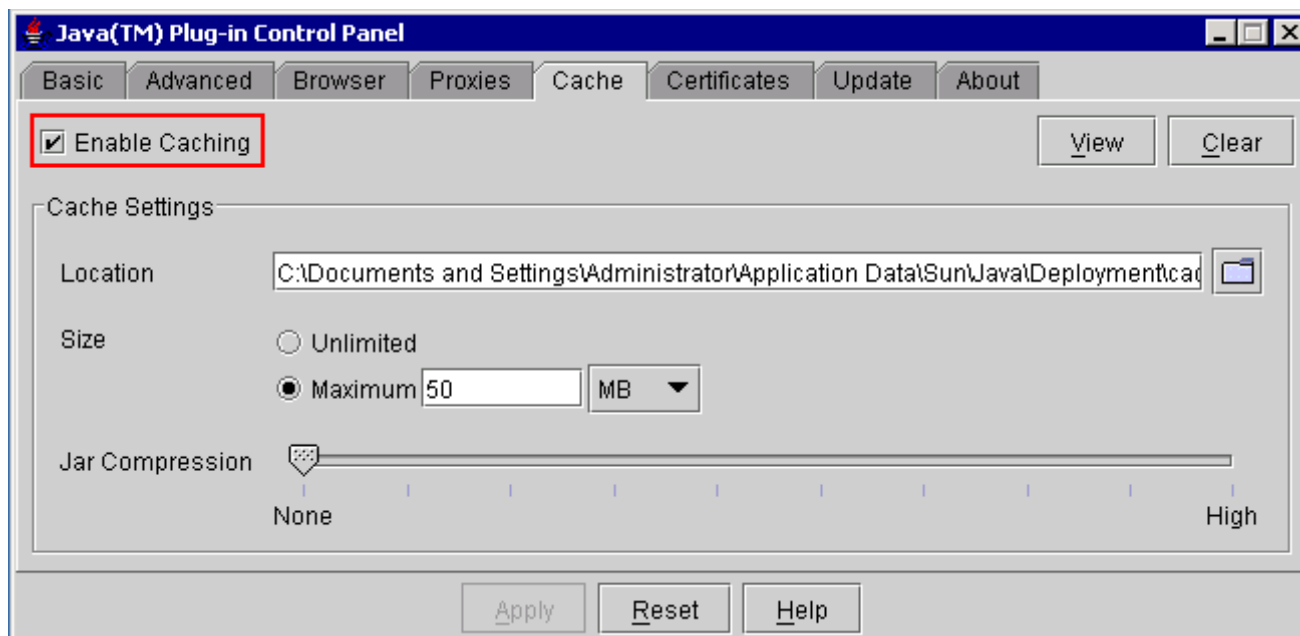 Java(TM) Plug-in Control Panel
Basic Advanced Browser Proxies Cache Certificates Update About
Enable Caching View Clear
Cache Settings
Location C:\Documents and Settings\Administrator\Application Data\Sun\Java\Deployment\cac
Size Unlimited
Maximum 50 MB
Jar Compression
None High
Apply Reset Help